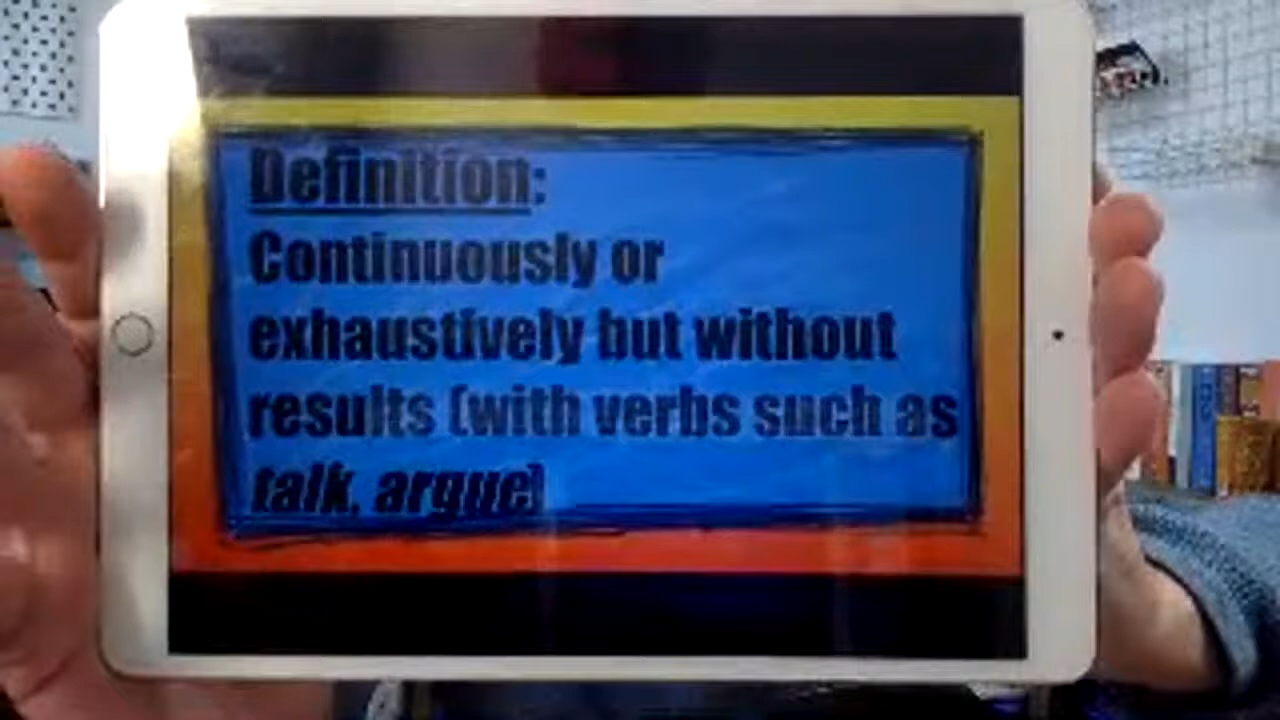 Definition:
Continuously or
exhaustively but without
results (with verbs such as
talk, argue)